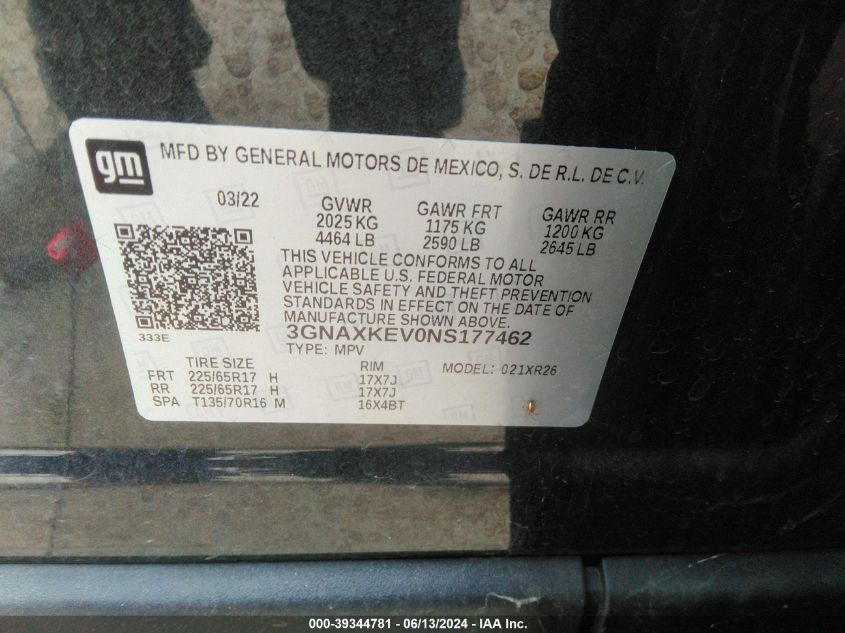 gm
MFD BY GENERAL MOTORS DE MEXICO, S. DE R.L. DE C.V.
03/22
GVWR GAWR FRT GAWR RR
2025 KG 1175 KG 1200 KG
4464 LB 2590 LB 2645 LB
THIS VEHICLE CONFORMS TO ALL
APPLICABLE U.S. FEDERAL MOTOR
VEHICLE SAFETY AND THEFT PREVENTION
STANDARDS IN EFFECT ON THE DATE OF
MANUFACTURE SHOWN ABOVE.
333E
3GNAXKEV0NS177462
TYPE: MPV
TIRE SIZE RIM MODEL: 021XR26
FRT 225/65R17 H 17X7J
RR 225/65R17 H 17X7J
SPA T135/70R16 M 16X4BT
000-39344781 / 06/13/2024 - IAA Inc.